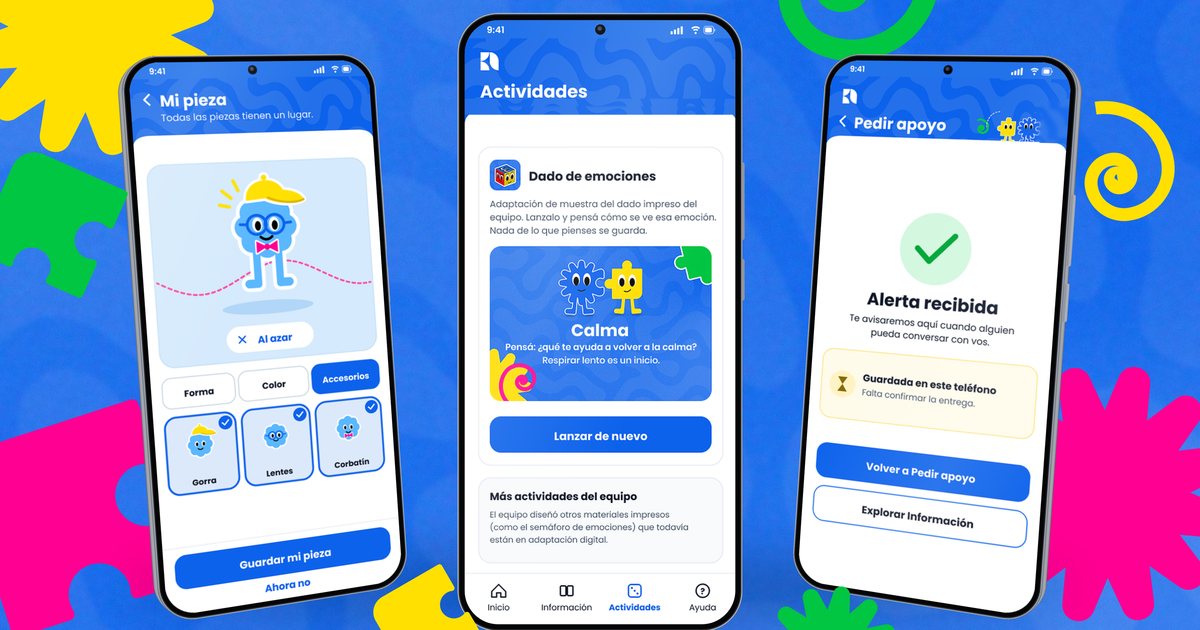 9:41
Mi pieza
Todas las piezas tienen un lugar.
Al azar
Forma
Color
Accesorios
Gorra
Lentes
Corbatín
Guardar mi pieza
Ahora no
9:41
Actividades
Dado de emociones
Adaptación de muestra del dado impreso del
equipo. Lanzalo y pensá cómo se ve esa emoción.
Nada de lo que pienses se guarda.
Calma
Pensá: ¿qué te ayuda a volver a la calma?
Respirar lento es un inicio.
Lanzar de nuevo
Más actividades del equipo
El equipo diseñó otros materiales impresos
(como el semáforo de emociones) que todavía
están en adaptación digital.
Inicio
Información
Actividades
Ayuda
9:41
Pedir apoyo
Alerta recibida
Te avisaremos aquí cuando alguien
pueda conversar con vos.
Guardada en este teléfono
Falta confirmar la entrega.
Volver a Pedir apoyo
Explorar Información